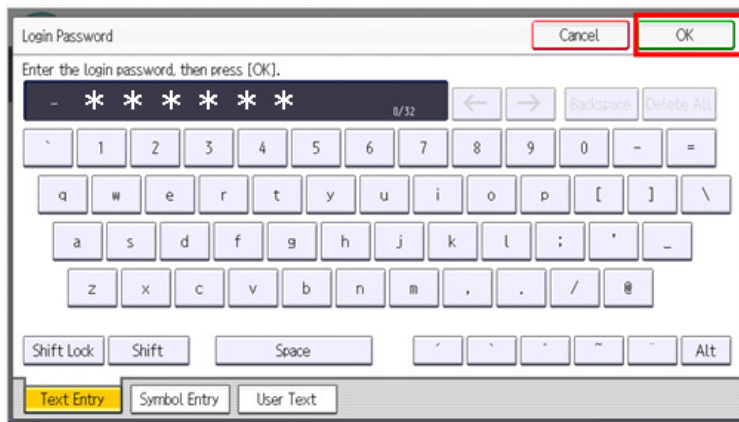 Login Password Cancel OK
Enter the login password, then press [OK].
- * * * * * * 0/32 ← → Backspace Delete All
` 1 2 3 4 5 6 7 8 9 0 - =
q w e r t y u i o p [ ] \
a s d f g h j k l ; ' _
z x c v b n m , . / @
Shift Lock Shift Space ´ ` ^ ~ ¨ Alt
Text Entry Symbol Entry User Text